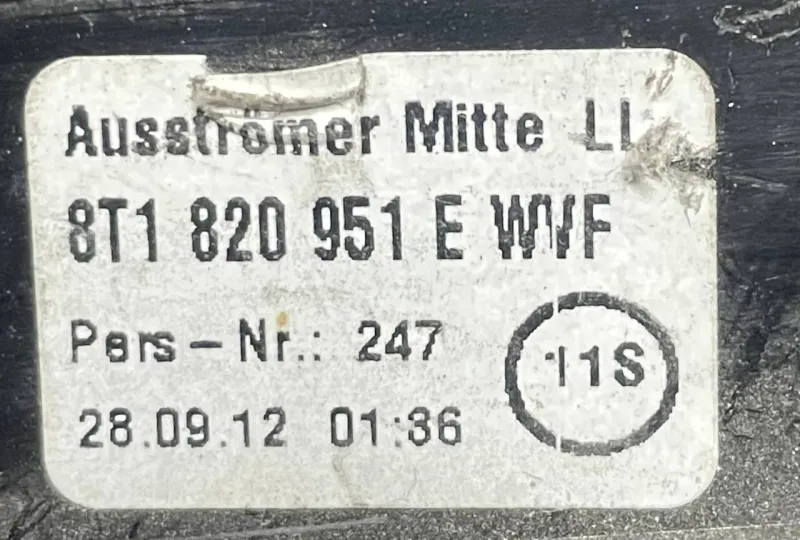 Ausströmer Mitte LI
8T1 820 951 E WVF
Pers-Nr.: 247
11S
28.09.12 01:36